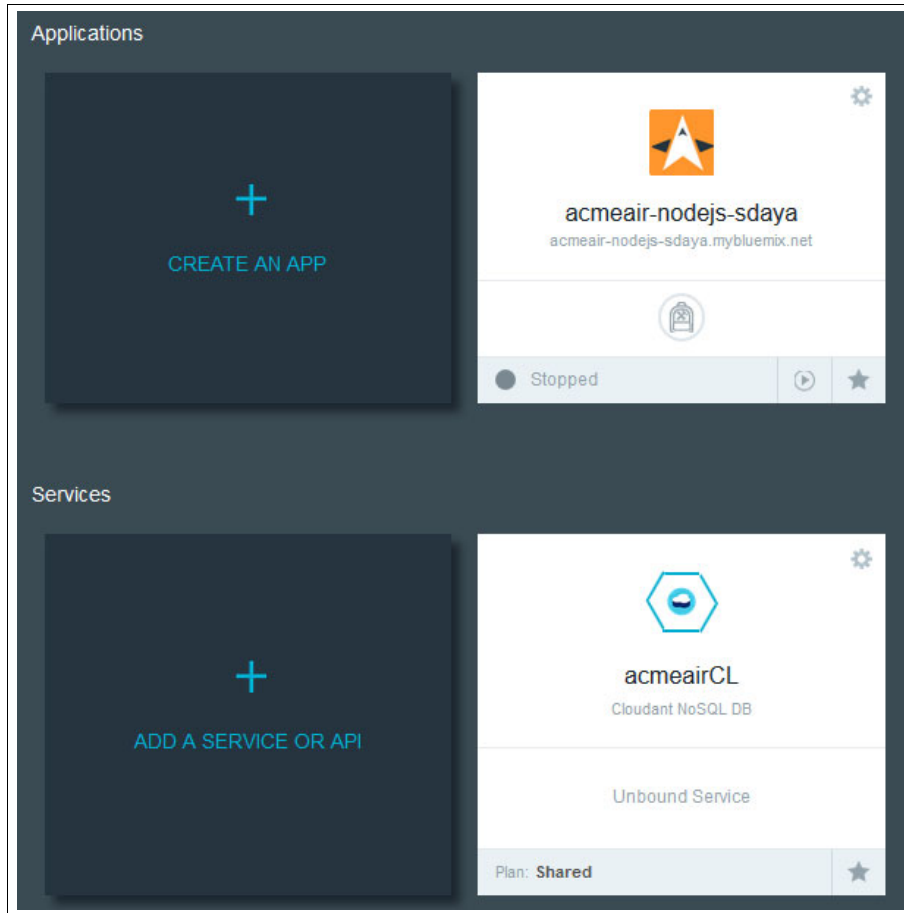 Applications
CREATE AN APP
acmeair-nodejs-sdaya
acmeair-nodejs-sdaya.mybluemix.net
Stopped
Services
ADD A SERVICE OR API
acmeairCL
Cloudant NoSQL DB
Unbound Service
Plan: Shared